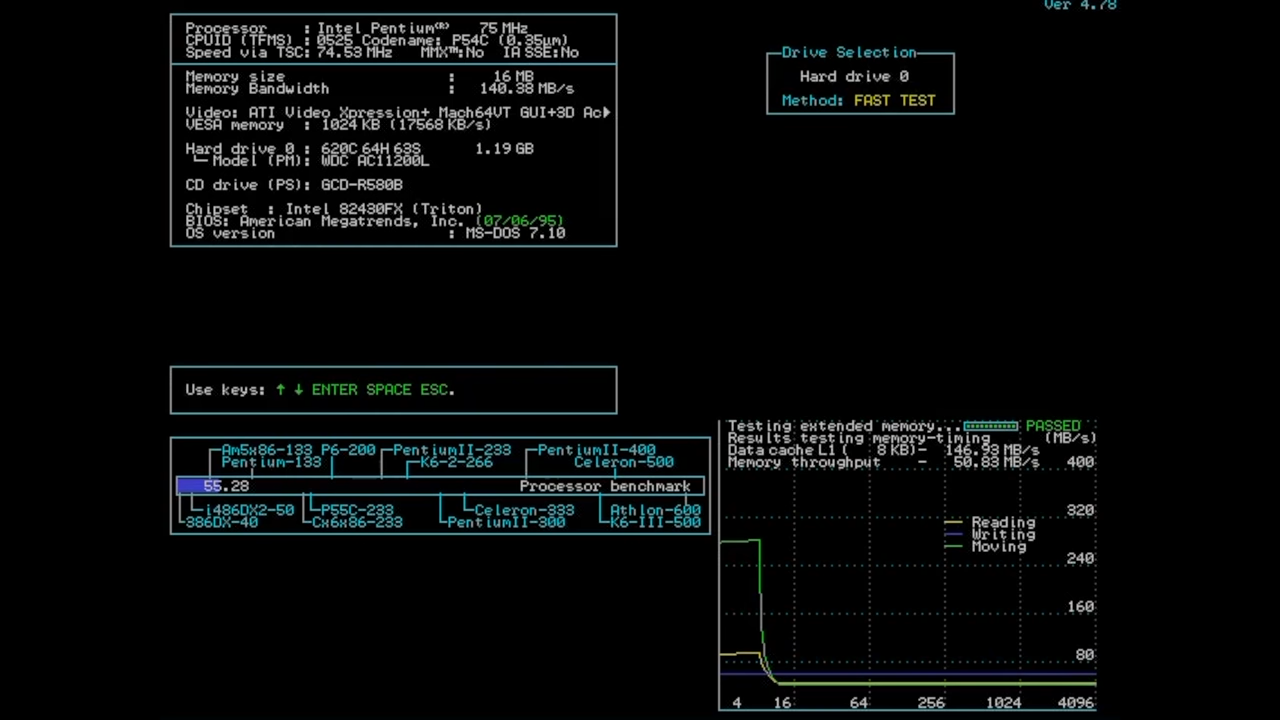 Ver 4.78
Processor : Intel Pentium(R) 75 MHz
CPUID (TFMS) : 0525 Codename: P54C (0.35µm)
Speed via TSC: 74.53 MHz MMX™:No IA SSE:No
Memory size : 16 MB
Memory Bandwidth : 140.38 MB/s
Video: ATI Video Xpression+ Mach64VT GUI+3D Ac
VESA memory : 1024 KB (17568 KB/s)
Hard drive 0 : 620C 64H 63S 1.19 GB
Model (PM): WDC AC11200L
CD drive (PS): GCD-R580B
Chipset : Intel 82430FX (Triton)
BIOS: American Megatrends, Inc. (07/06/95)
OS version : MS-DOS 7.10
Drive Selection
Hard drive 0
Method: FAST TEST
Use keys: ↑ ↓ ENTER SPACE ESC.
Am5x86-133 P6-200 PentiumII-233 PentiumII-400
Pentium-133 K6-2-266 Celeron-500
55.28 Processor benchmark
i486DX2-50 P55C-233 Celeron-333 Athlon-600
386DX-40 Cx6x86-233 PentiumII-300 K6-III-500
Testing extended memory... PASSED
Results testing memory-timing (MB/s)
Data cache L1 ( 8 KB)- 146.93 MB/s
Memory throughput - 50.83 MB/s 400
320
Reading
Writing
Moving
240
160
80
4 16 64 256 1024 4096